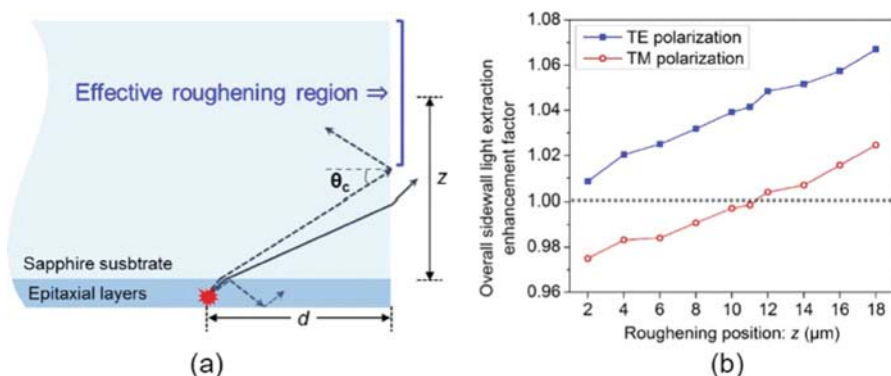 Effective roughening region ⇒
θc
z
Sapphire susbtrate
Epitaxial layers
d
(a)
Overall sidewall light extraction
enhancement factor
1.08
1.06
1.04
1.02
1.00
0.98
0.96
TE polarization
TM polarization
2 4 6 8 10 12 14 16 18
Roughening position: z (μm)
(b)